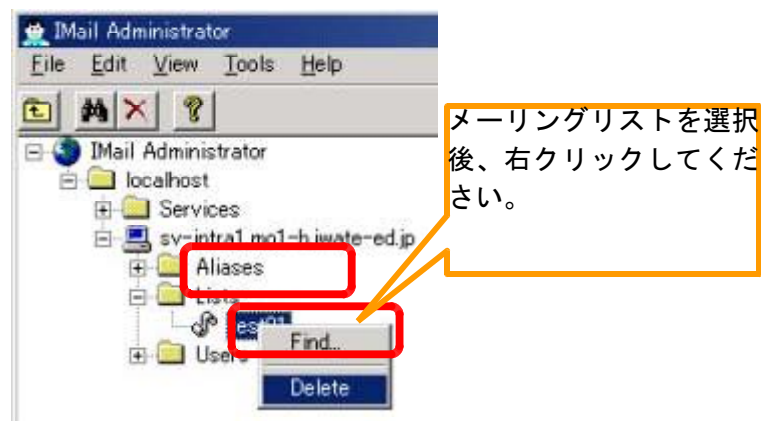 IMail Administrator
File Edit View Tools Help
IMail Administrator
localhost
Services
sv-intra1.mo1-h.iwate-ed.jp
Aliases
Lists
Find...
Users
Delete
メーリングリストを選択
後、右クリックしてくだ
さい。